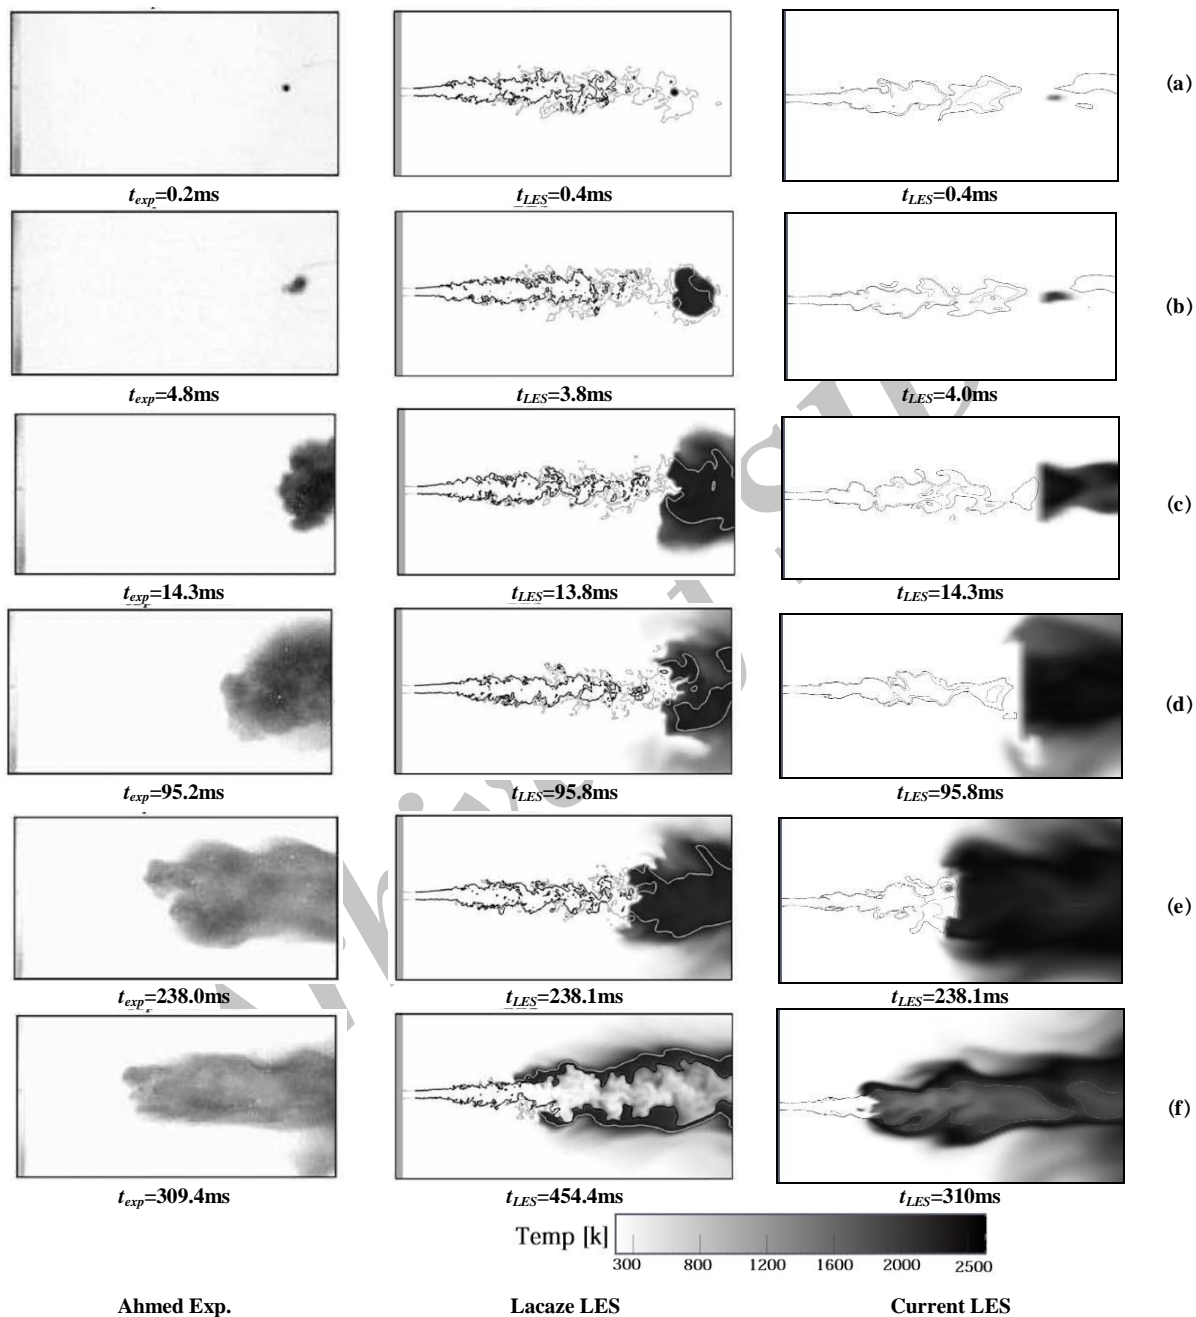 (a)
t_exp=0.2ms t_LES=0.4ms t_LES=0.4ms
(b)
t_exp=4.8ms t_LES=3.8ms t_LES=4.0ms
(c)
t_exp=14.3ms t_LES=13.8ms t_LES=14.3ms
(d)
t_exp=95.2ms t_LES=95.8ms t_LES=95.8ms
(e)
t_exp=238.0ms t_LES=238.1ms t_LES=238.1ms
(f)
t_exp=309.4ms t_LES=454.4ms t_LES=310ms
Temp [k]
300 800 1200 1600 2000 2500
Ahmed Exp. Lacaze LES Current LES